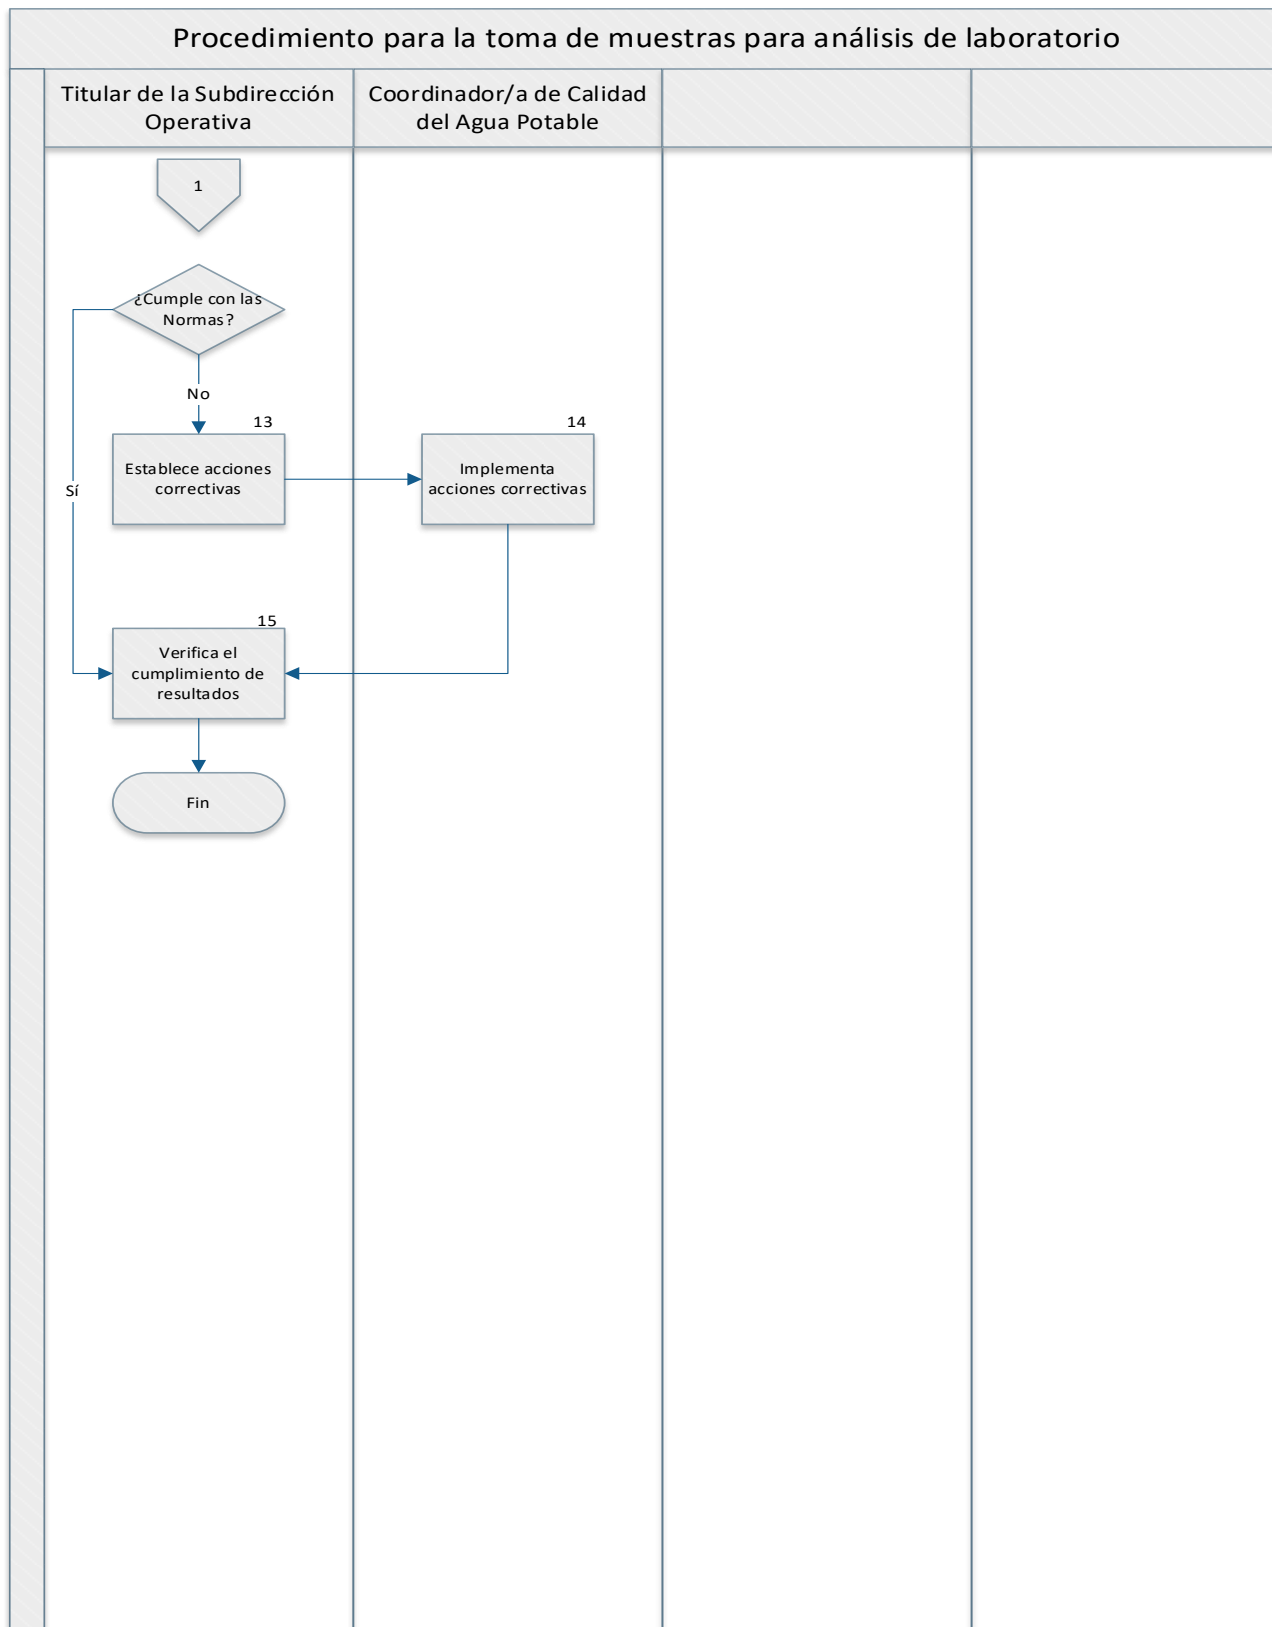 Procedimiento para la toma de muestras para análisis de laboratorio
Titular de la Subdirección
Operativa
Coordinador/a de Calidad
del Agua Potable
1
¿Cumple con las
Normas?
No
13
14
Establece acciones
correctivas
Implementa
acciones correctivas
Sí
15
Verifica el
cumplimiento de
resultados
Fin